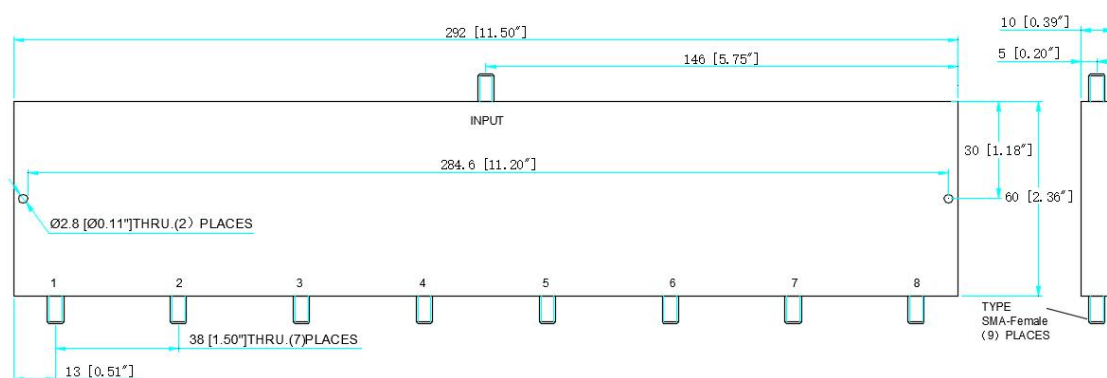 292 [11.50"]
10 [0.39"]
146 [5.75"]
5 [0.20"]
INPUT
30 [1.18"]
284.6 [11.20"]
60 [2.36"]
Ø2.8 [Ø0.11"]THRU.(2) PLACES
1 2 3 4 5 6 7 8
TYPE
SMA-Female
(9) PLACES
38 [1.50"]THRU.(7)PLACES
13 [0.51"]